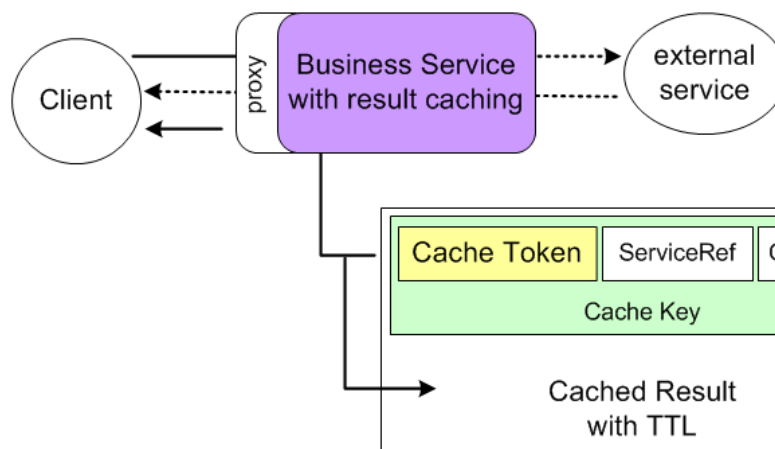 Client
proxy
Business Service
with result caching
external
service
Cache Token
ServiceRef
Cache Key
Cached Result
with TTL